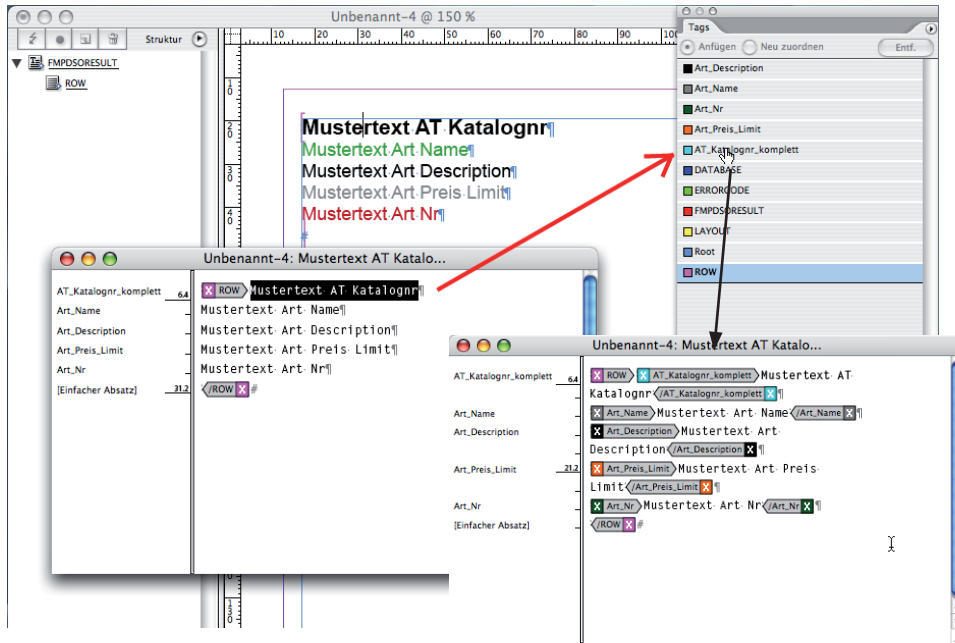 Unbenannt-4 @ 150 %
Struktur
FMPDSORESULT
ROW
10 20 30 40 50 60 70 80 90 100
Mustertext AT Katalognr¶
Mustertext Art Name¶
Mustertext Art Description¶
Mustertext Art Preis Limit¶
Mustertext Art Nr¶
#
Tags
Anfügen Neu zuordnen Entf.
Art_Description
Art_Name
Art_Nr
Art_Preis_Limit
AT_Katalognr_komplett
DATABASE
ERRORCODE
FMPDSORESULT
LAYOUT
Root
ROW
Unbenannt-4: Mustertext AT Katalo...
AT_Katalognr_komplett 6.4 ROW Mustertext AT Katalognr¶
Art_Name Mustertext Art Name¶
Art_Description Mustertext Art Description¶
Art_Preis_Limit Mustertext Art Preis Limit¶
Art_Nr Mustertext Art Nr¶
[Einfacher Absatz] 31.2 /ROW #
Unbenannt-4: Mustertext AT Katalo...
AT_Katalognr_komplett 6.4 ROW AT_Katalognr_komplett Mustertext AT
Katalognr /AT_Katalognr_komplett ¶
Art_Name Art_Name Mustertext Art Name /Art_Name ¶
Art_Description Art_Description Mustertext Art
Description /Art_Description ¶
Art_Preis_Limit 21.2 Art_Preis_Limit Mustertext Art Preis
Limit /Art_Preis_Limit ¶
Art_Nr Art_Nr Mustertext Art Nr /Art_Nr ¶
[Einfacher Absatz] /ROW #